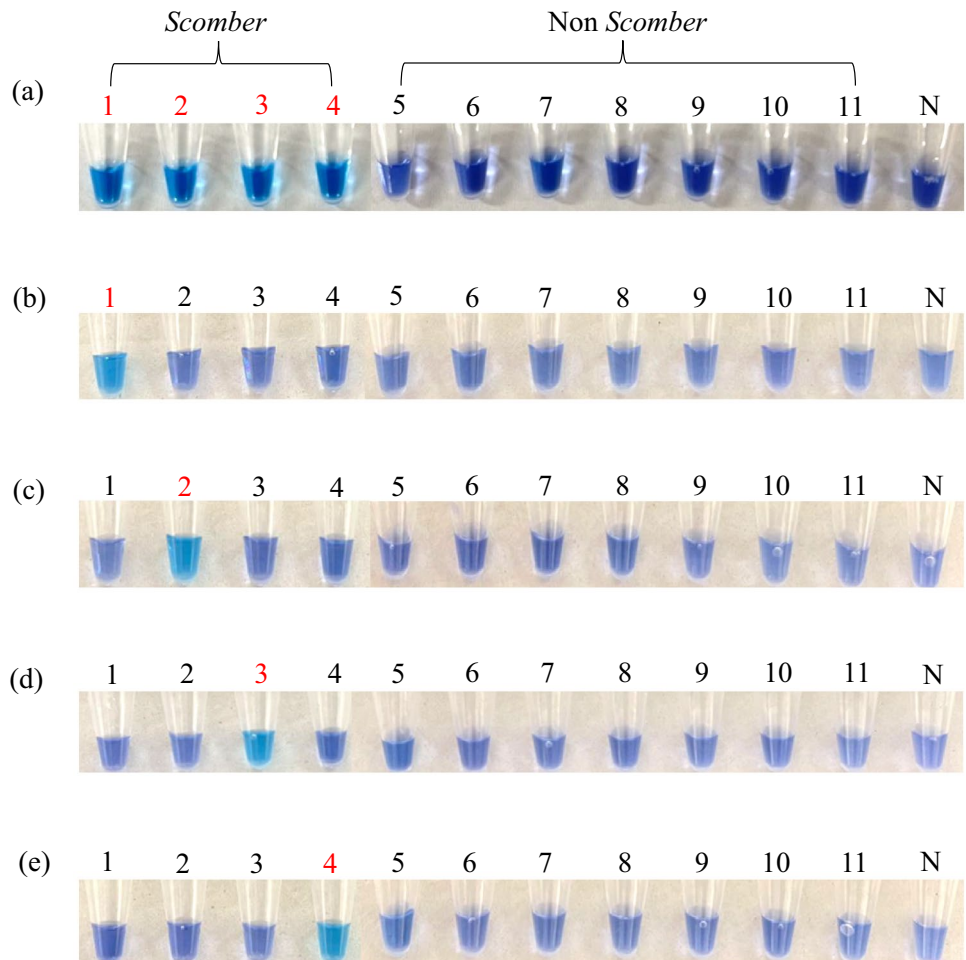 Scomber Non Scomber
(a) 1 2 3 4 5 6 7 8 9 10 11 N
(b) 1 2 3 4 5 6 7 8 9 10 11 N
(c) 1 2 3 4 5 6 7 8 9 10 11 N
(d) 1 2 3 4 5 6 7 8 9 10 11 N
(e) 1 2 3 4 5 6 7 8 9 10 11 N